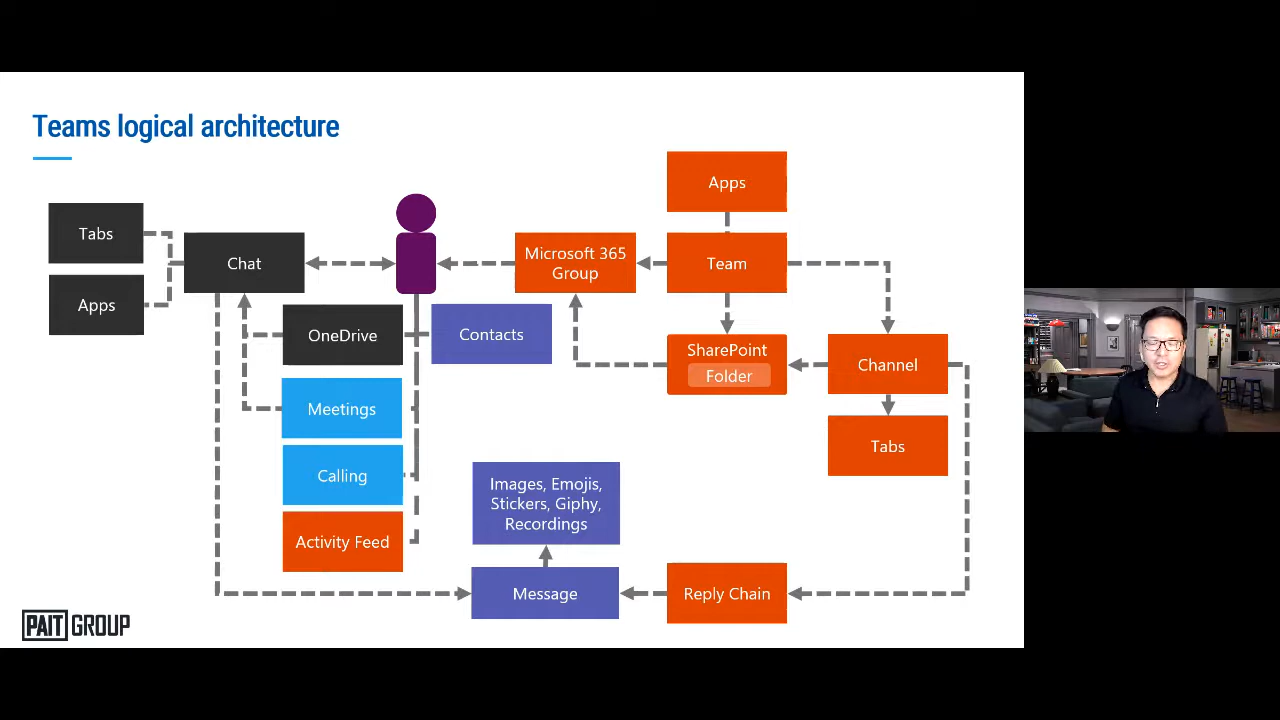 Teams logical architecture
Apps
Tabs
Chat
Microsoft 365
Group
Team
Apps
OneDrive
Contacts
SharePoint
Folder
Channel
Meetings
Tabs
Calling
Images, Emojis,
Stickers, Giphy,
Recordings
Activity Feed
Message
Reply Chain
PAIT GROUP